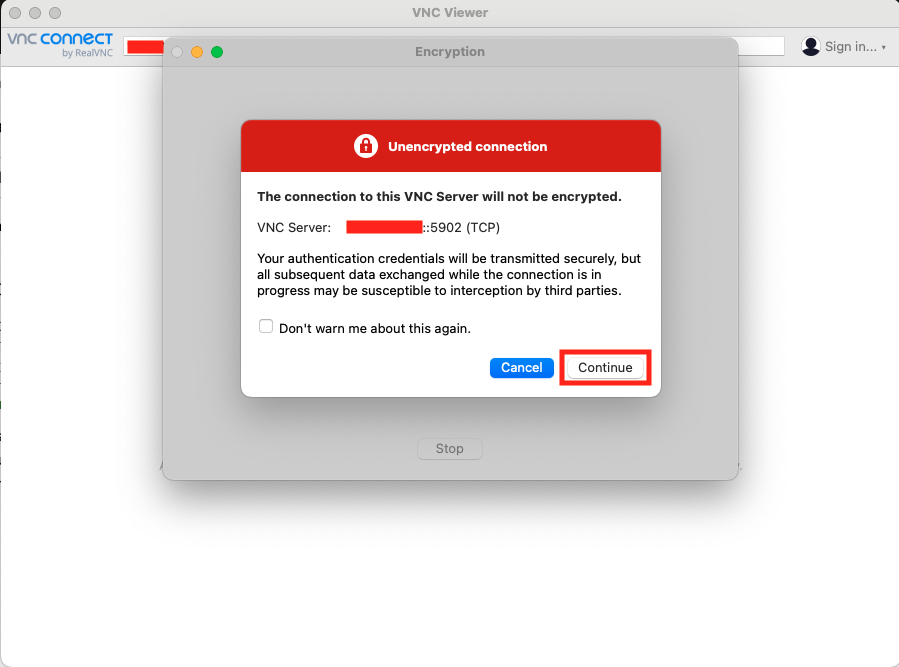 VNC Viewer
vnc connect
by RealVNC
Sign in...
Encryption
Unencrypted connection
The connection to this VNC Server will not be encrypted.
VNC Server: ::5902 (TCP)
Your authentication credentials will be transmitted securely, but
all subsequent data exchanged while the connection is in
progress may be susceptible to interception by third parties.
Don't warn me about this again.
Cancel Continue
Stop